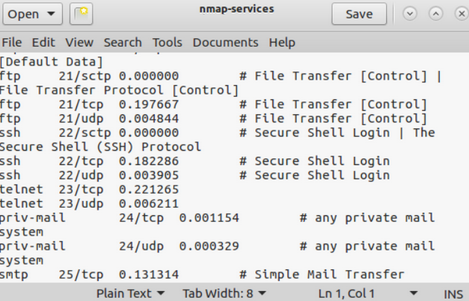 Open
nmap-services
Save
File Edit View Search Tools Documents Help
[Default Data]
ftp 21/sctp 0.000000 # File Transfer [Control] |
File Transfer Protocol [Control]
ftp 21/tcp 0.197667 # File Transfer [Control]
ftp 21/udp 0.004844 # File Transfer [Control]
ssh 22/sctp 0.000000 # Secure Shell Login | The
Secure Shell (SSH) Protocol
ssh 22/tcp 0.182286 # Secure Shell Login
ssh 22/udp 0.003905 # Secure Shell Login
telnet 23/tcp 0.221265
telnet 23/udp 0.006211
priv-mail 24/tcp 0.001154 # any private mail
system
priv-mail 24/udp 0.000329 # any private mail
system
smtp 25/tcp 0.131314 # Simple Mail Transfer
Plain Text Tab Width: 8 Ln 1, Col 1 INS